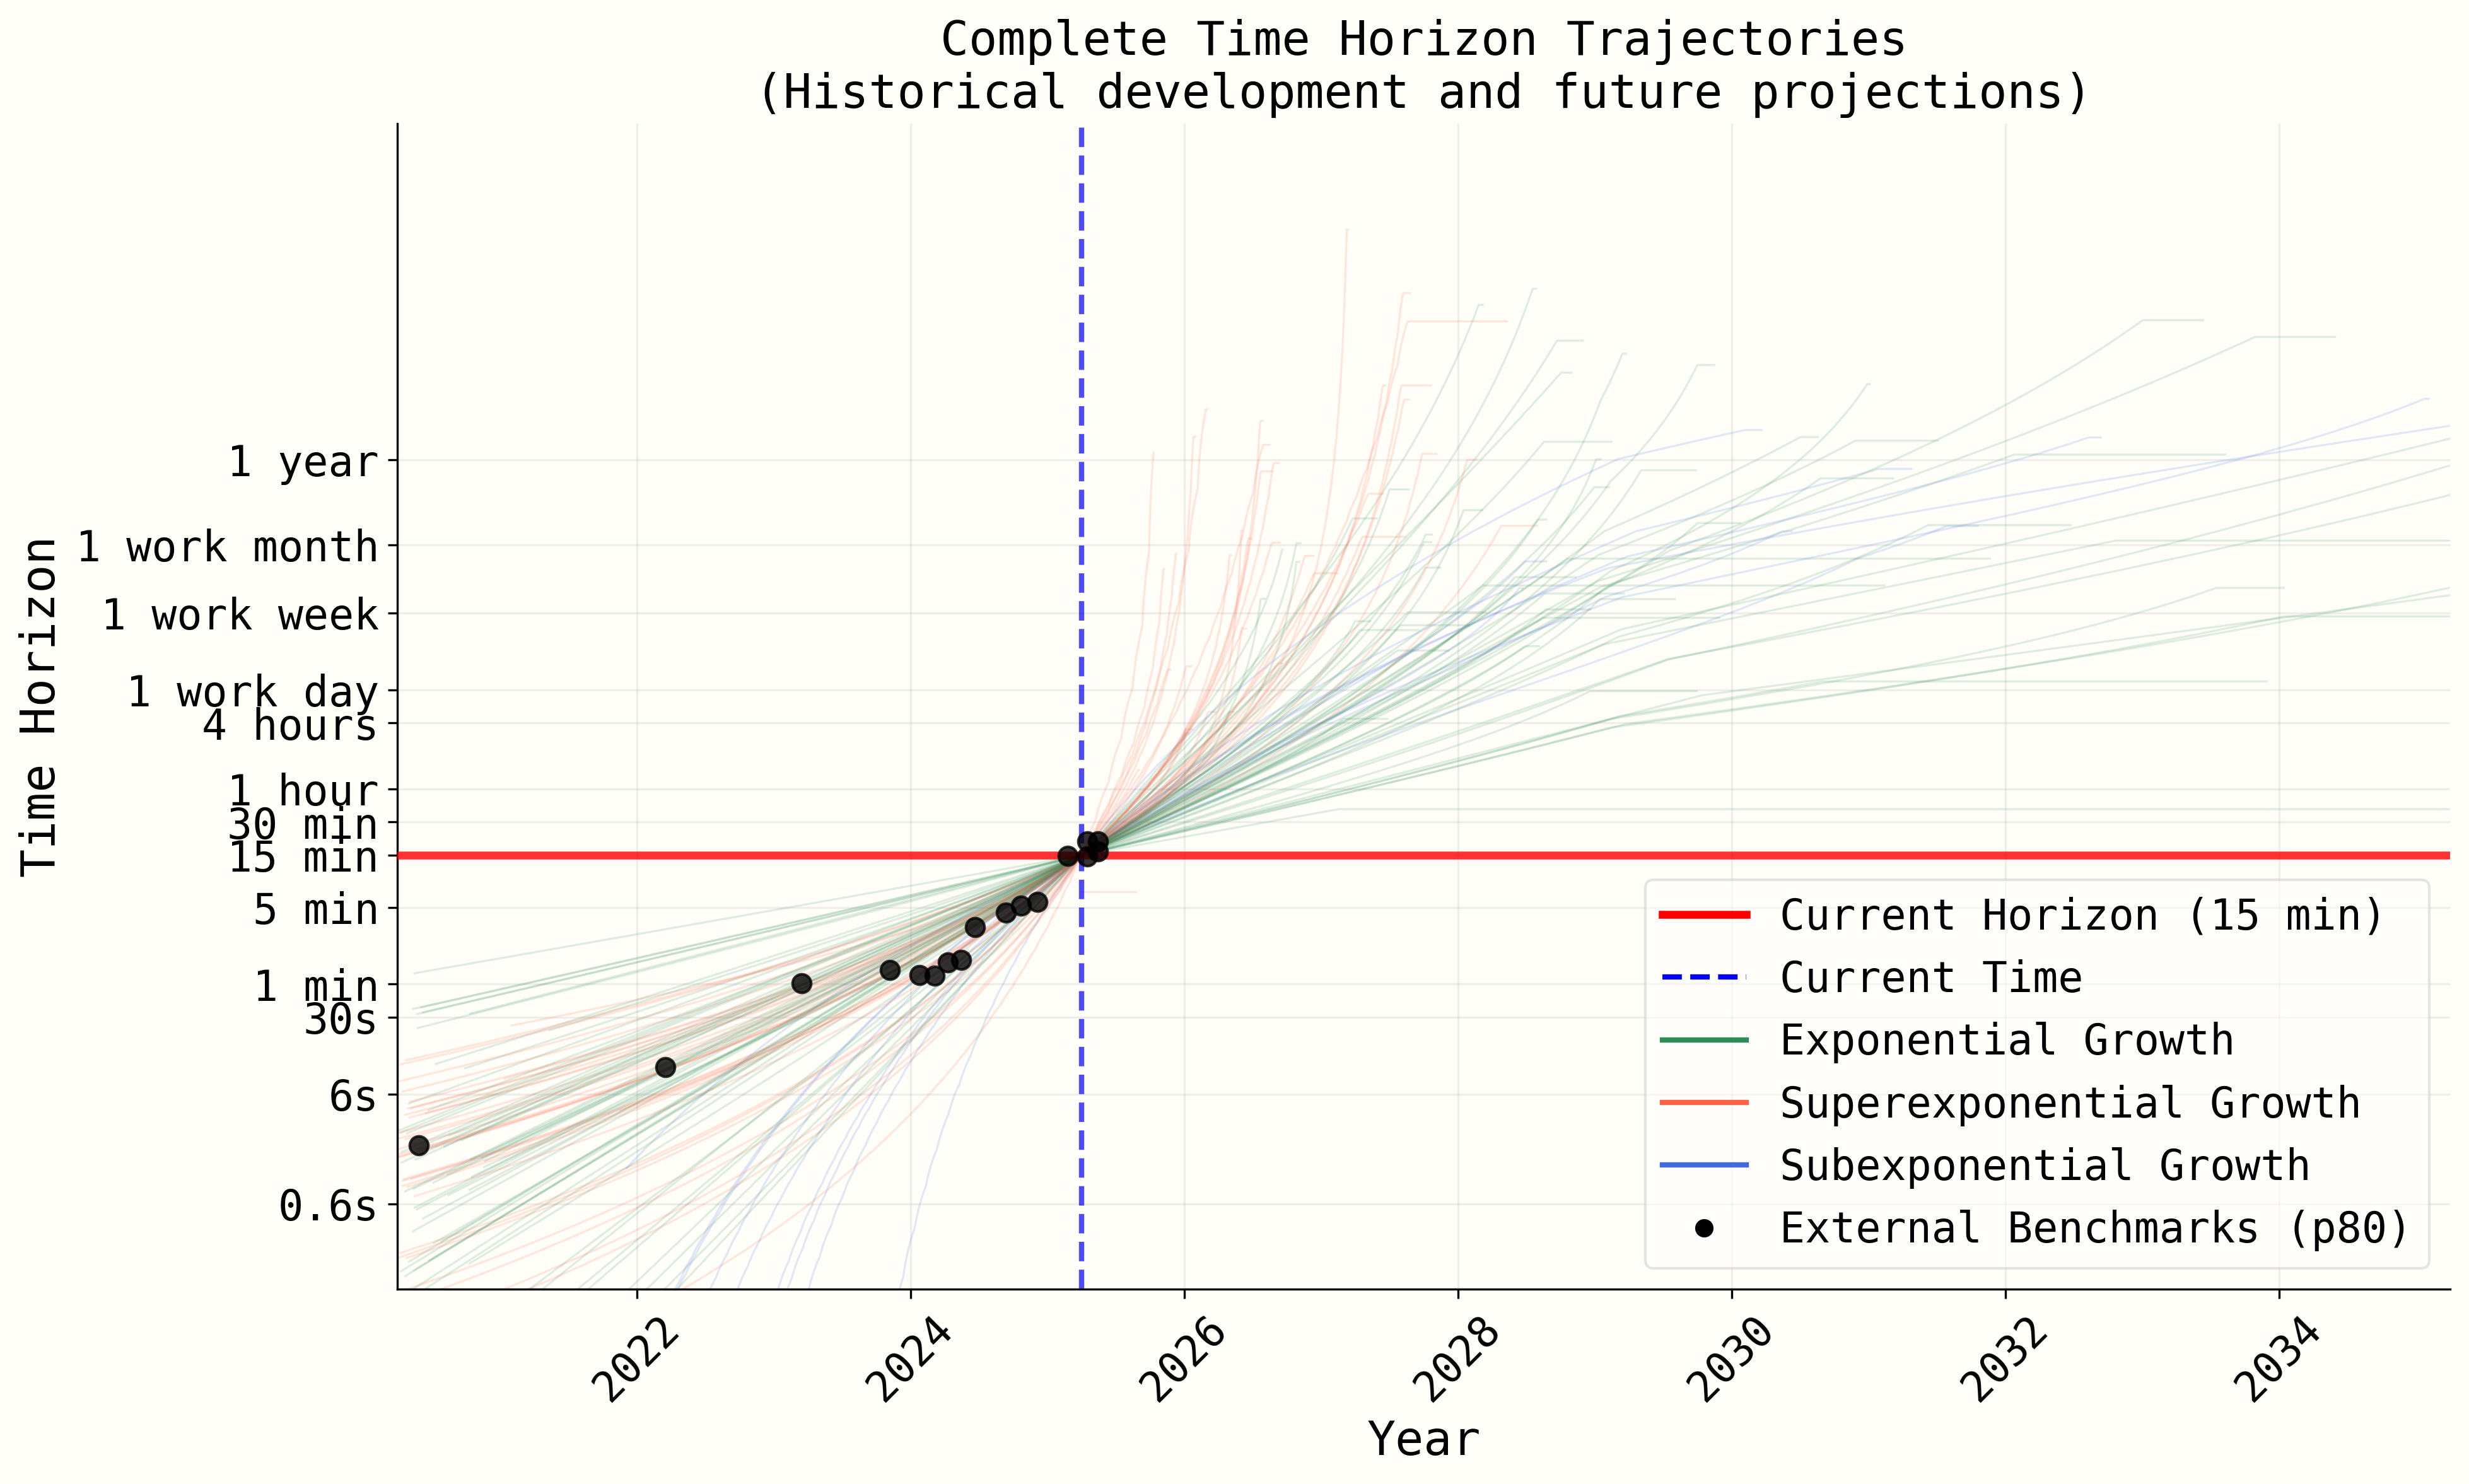 Complete Time Horizon Trajectories
(Historical development and future projections)
Time Horizon
1 year
1 work month
1 work week
1 work day
4 hours
1 hour
30 min
15 min
5 min
1 min
30s
6s
0.6s
Current Horizon (15 min)
Current Time
Exponential Growth
Superexponential Growth
Subexponential Growth
External Benchmarks (p80)
2022
2024
2026
2028
2030
2032
2034
Year